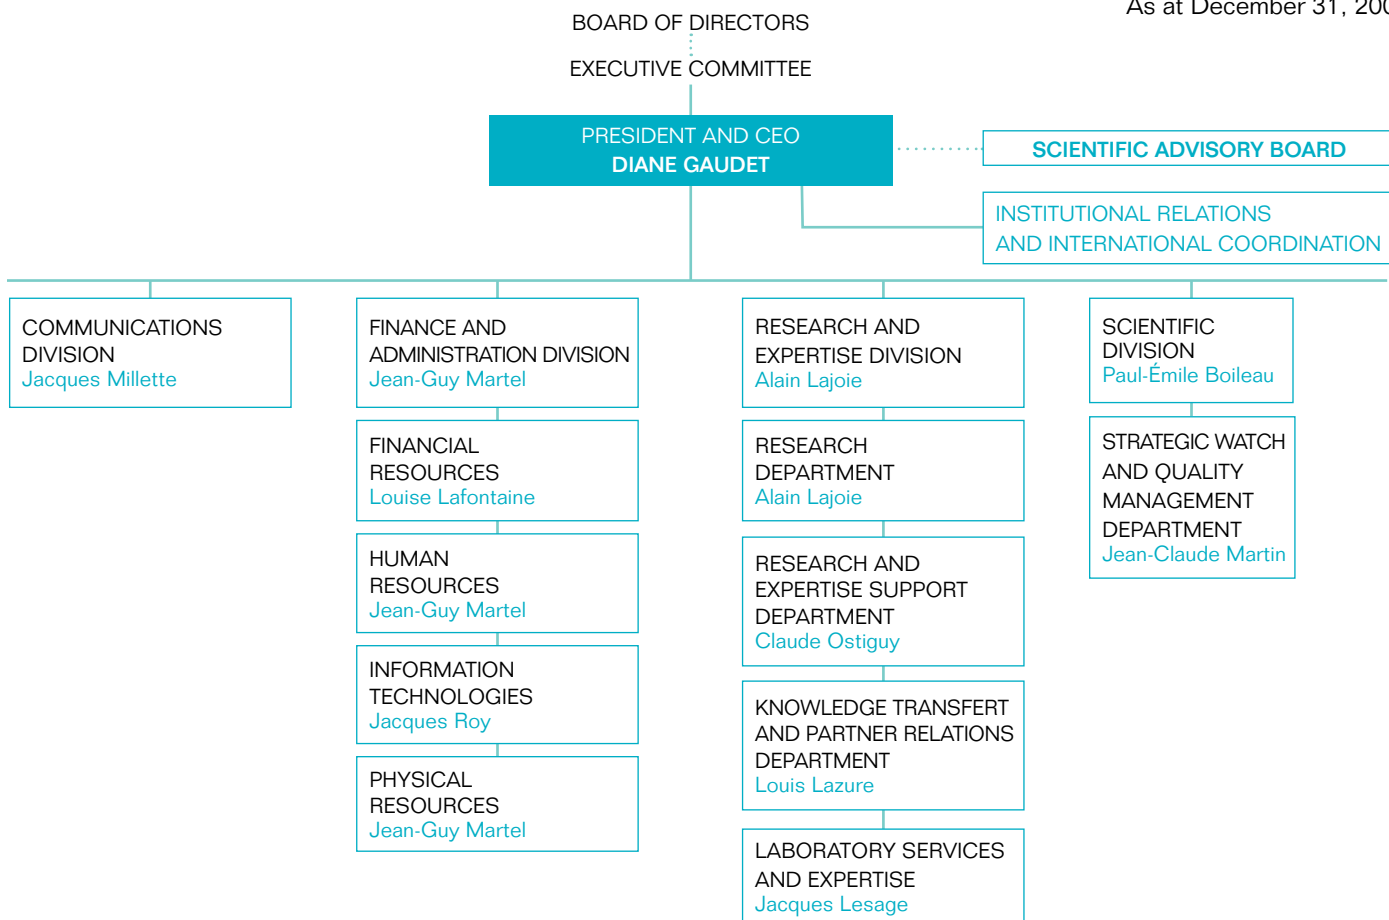 As at December 31, 200
BOARD OF DIRECTORS
EXECUTIVE COMMITTEE
PRESIDENT AND CEO
DIANE GAUDET
SCIENTIFIC ADVISORY BOARD
INSTITUTIONAL RELATIONS
AND INTERNATIONAL COORDINATION
COMMUNICATIONS
DIVISION
Jacques Millette
FINANCE AND
ADMINISTRATION DIVISION
Jean-Guy Martel
FINANCIAL
RESOURCES
Louise Lafontaine
HUMAN
RESOURCES
Jean-Guy Martel
INFORMATION
TECHNOLOGIES
Jacques Roy
PHYSICAL
RESOURCES
Jean-Guy Martel
RESEARCH AND
EXPERTISE DIVISION
Alain Lajoie
RESEARCH
DEPARTMENT
Alain Lajoie
RESEARCH AND
EXPERTISE SUPPORT
DEPARTMENT
Claude Ostiguy
KNOWLEDGE TRANSFERT
AND PARTNER RELATIONS
DEPARTMENT
Louis Lazure
LABORATORY SERVICES
AND EXPERTISE
Jacques Lesage
SCIENTIFIC
DIVISION
Paul-Émile Boileau
STRATEGIC WATCH
AND QUALITY
MANAGEMENT
DEPARTMENT
Jean-Claude Martin